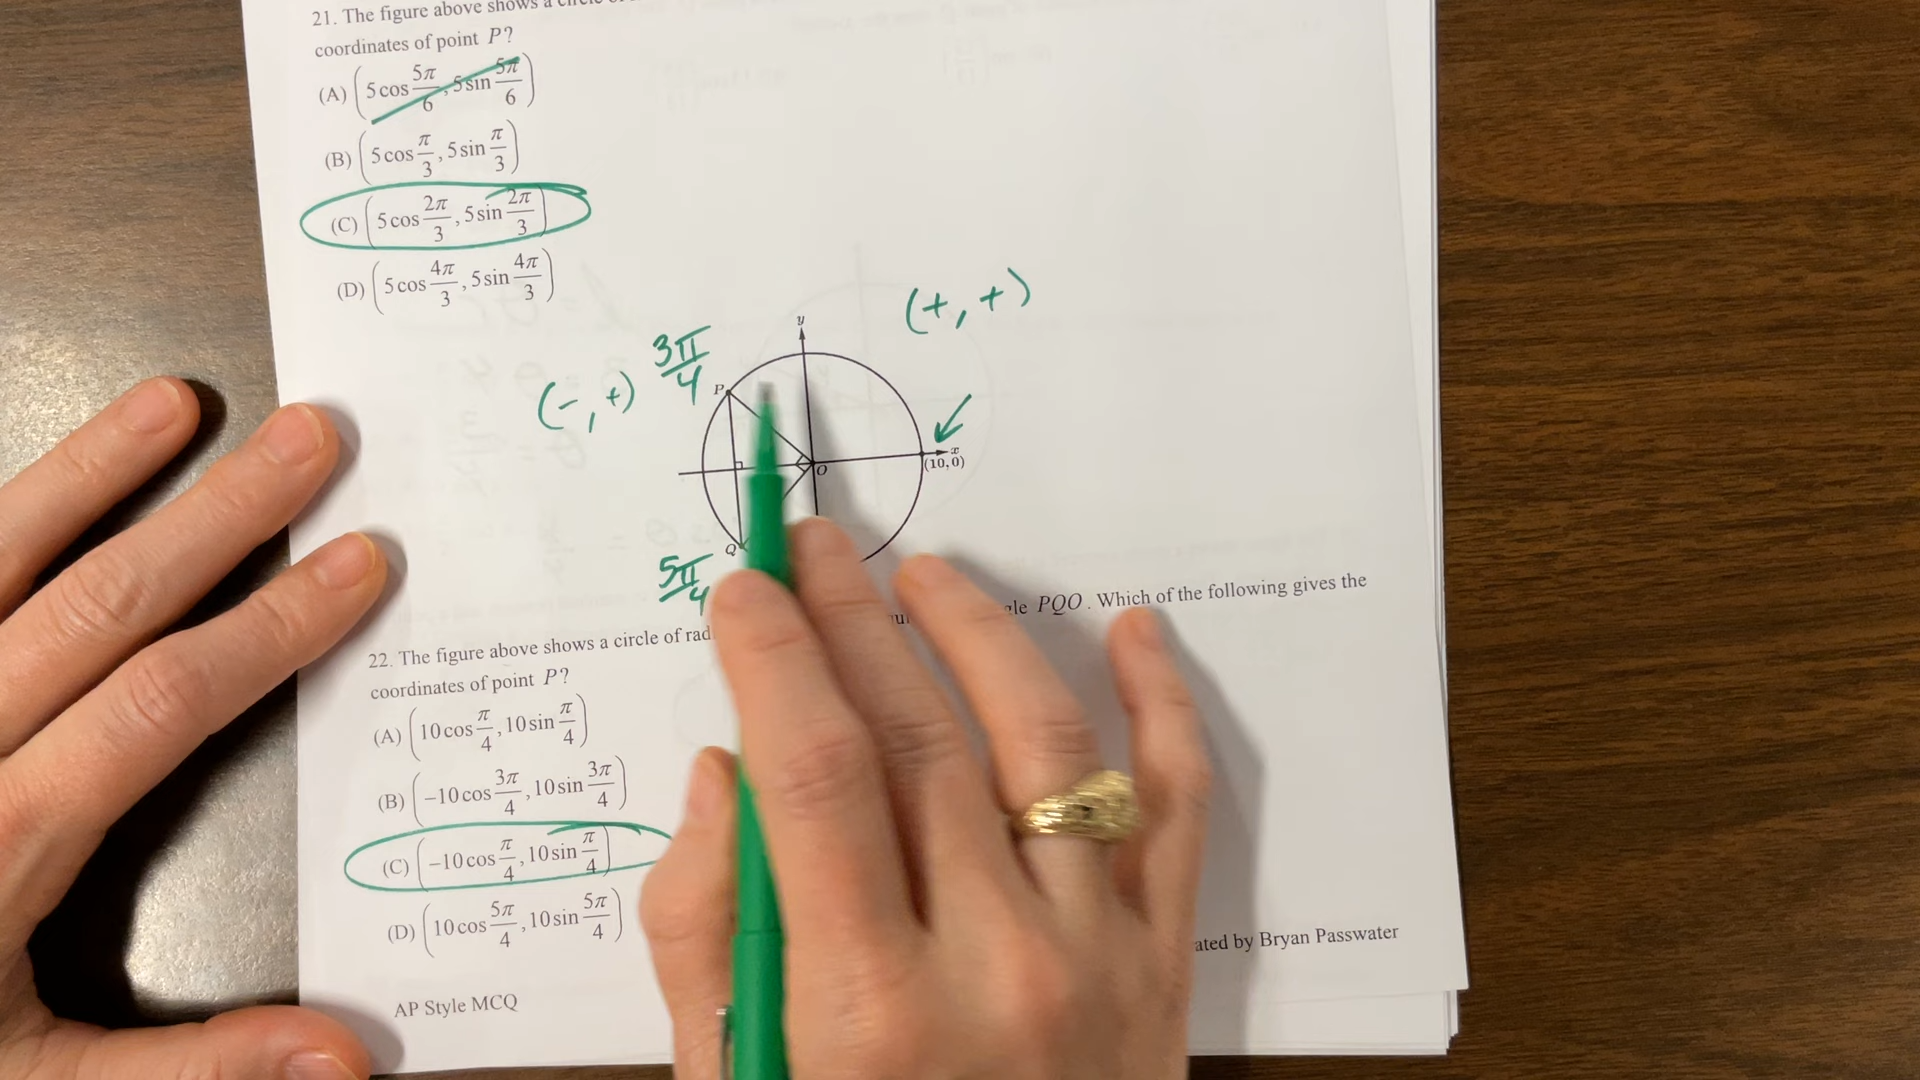 21. The figure above shows a circle of
coordinates of point P?
(A) (5 cos 5π/6, 5 sin 5π/6)
(B) (5 cos π/3, 5 sin π/3)
(C) (5 cos 2π/3, 5 sin 2π/3)
(D) (5 cos 4π/3, 5 sin 4π/3)
(+, +)
y
3π/4
P
(-, +)
x
O
(10,0)
Q
5π/4
22. The figure above shows a circle of PQO. Which of the following gives the
coordinates of point P?
(A) (10 cos π/4, 10 sin π/4)
(B) (−10 cos 3π/4, 10 sin 3π/4)
(C) (−10 cos π/4, 10 sin π/4)
(D) (10 cos 5π/4, 10 sin 5π/4)
by Bryan Passwater
AP Style MCQ